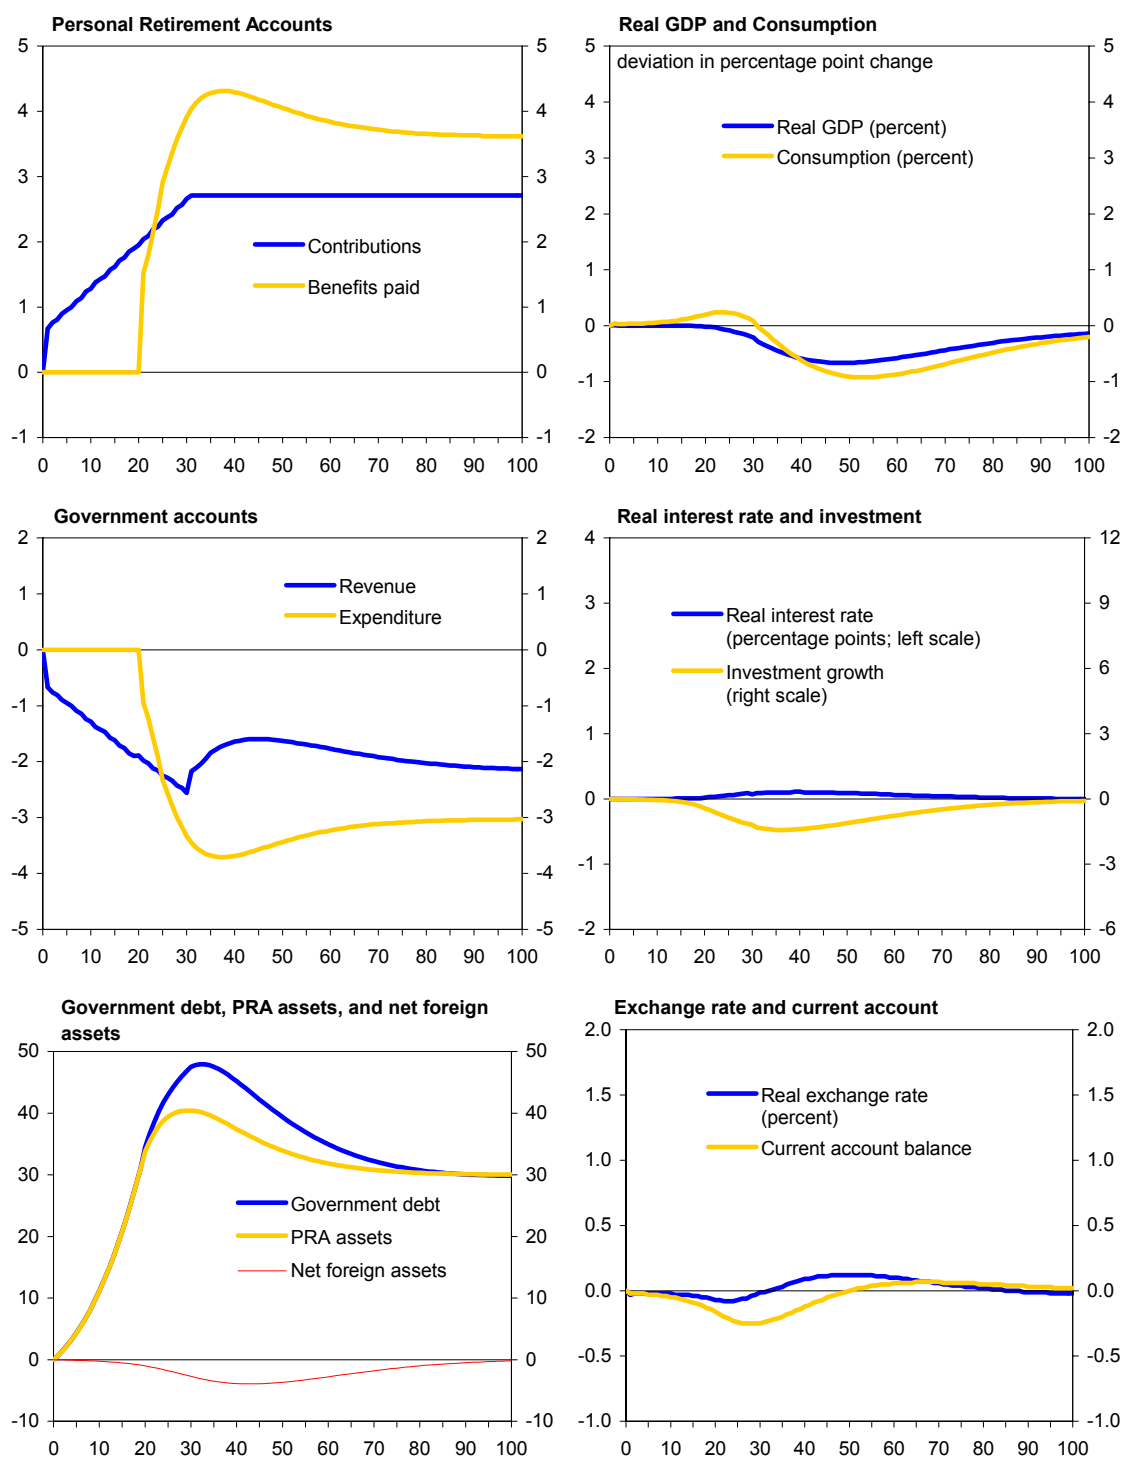 Personal Retirement Accounts
5 5
4 4
3 3
2 2
1 1
0 0
-1 -1
Contributions
Benefits paid
0 10 20 30 40 50 60 70 80 90 100
Real GDP and Consumption
deviation in percentage point change
5 5
4 4
3 3
2 2
1 1
0 0
-1 -1
-2 -2
Real GDP (percent)
Consumption (percent)
0 10 20 30 40 50 60 70 80 90 100
Government accounts
2 2
1 1
0 0
-1 -1
-2 -2
-3 -3
-4 -4
-5 -5
Revenue
Expenditure
0 10 20 30 40 50 60 70 80 90 100
Real interest rate and investment
4 12
3 9
2 6
1 3
0 0
-1 -3
-2 -6
Real interest rate
(percentage points; left scale)
Investment growth
(right scale)
0 10 20 30 40 50 60 70 80 90 100
Government debt, PRA assets, and net foreign
assets
50 50
40 40
30 30
20 20
10 10
0 0
-10 -10
Government debt
PRA assets
Net foreign assets
0 10 20 30 40 50 60 70 80 90 100
Exchange rate and current account
2.0 2.0
1.5 1.5
1.0 1.0
0.5 0.5
0.0 0.0
-0.5 -0.5
-1.0 -1.0
Real exchange rate
(percent)
Current account balance
0 10 20 30 40 50 60 70 80 90 100